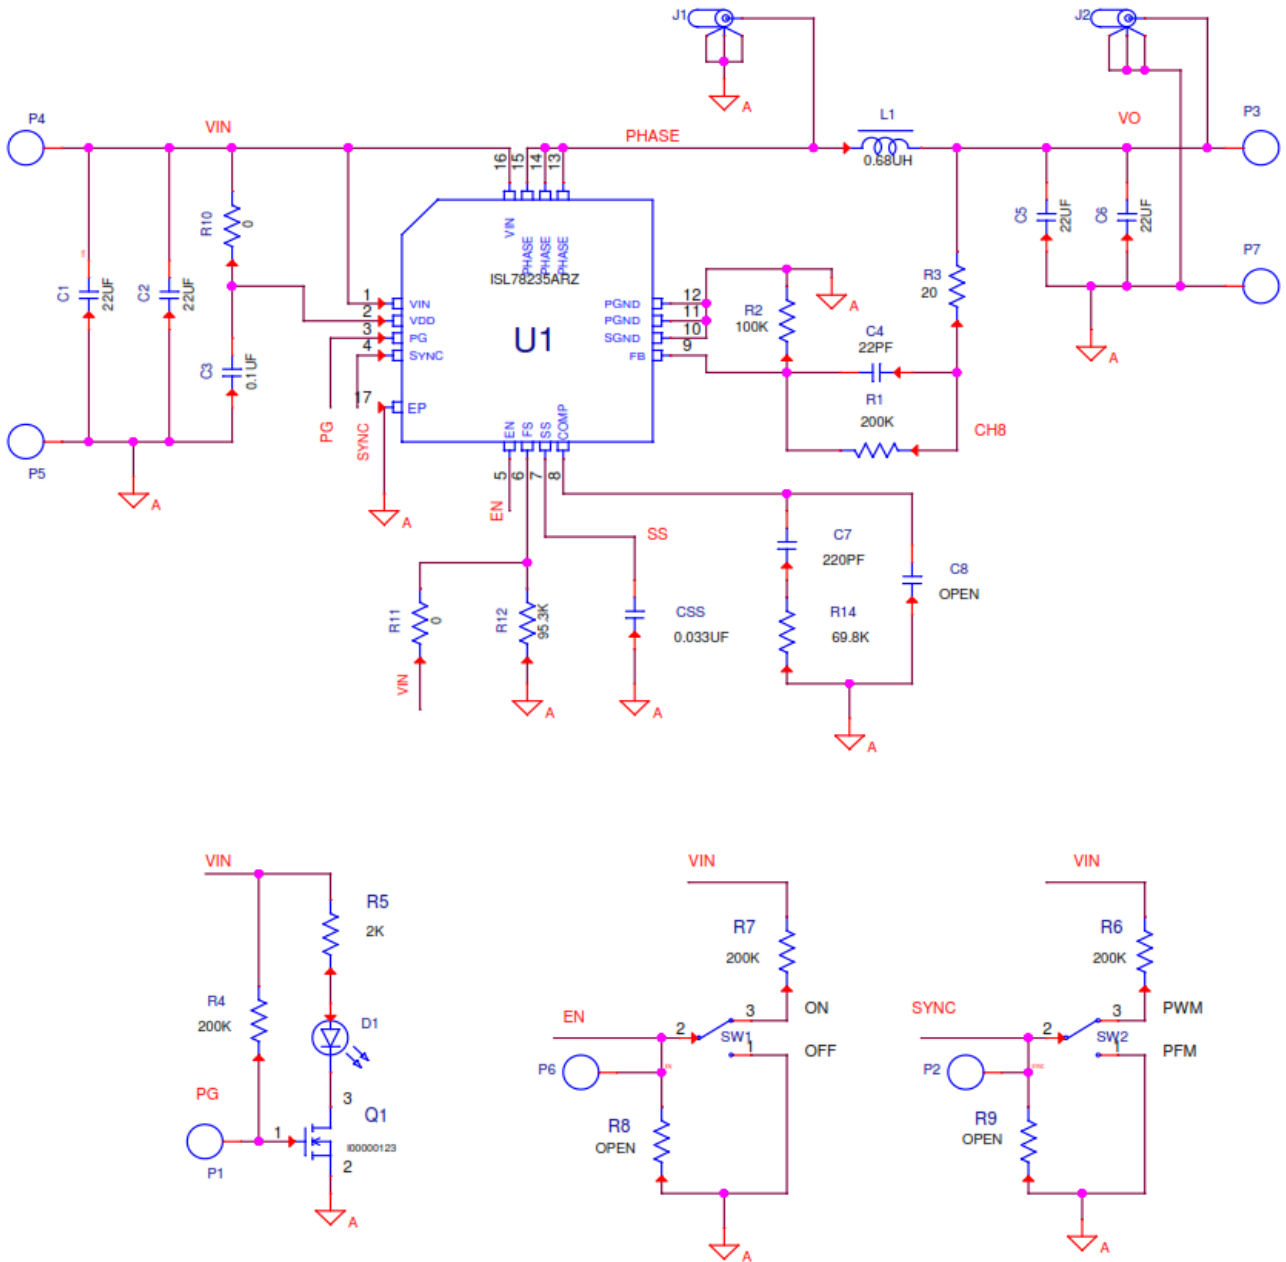 J1
J2
A
P4
VIN
PHASE
L1
0.68UH
VO
P3
16
15
14
13
R10
0
VIN
PHASE
PHASE
PHASE
ISL78235ARZ
C5
22UF
C6
22UF
P7
C1
22UF
C2
22UF
C3
0.1UF
1
VIN
2
VDD
3
PG
4
SYNC
17
EP
U1
PGND
12
PGND
11
SGND
10
FB
9
R2
100K
A
R3
20
C4
22PF
R1
200K
CH8
A
PG
SYNC
P5
A
A
EN
FS
SS
COMP
5
6
7
8
EN
SS
C7
220PF
C8
OPEN
R11
0
R12
95.3K
CSS
0.033UF
R14
69.8K
VIN
A
A
A
VIN
R5
2K
R4
200K
D1
PG
3
Q1
1
I00000123
2
P1
A
VIN
R7
200K
EN
3
ON
2
SW1
1
OFF
P6
R8
OPEN
A
VIN
R6
200K
SYNC
3
PWM
2
SW2
1
PFM
P2
R9
OPEN
A